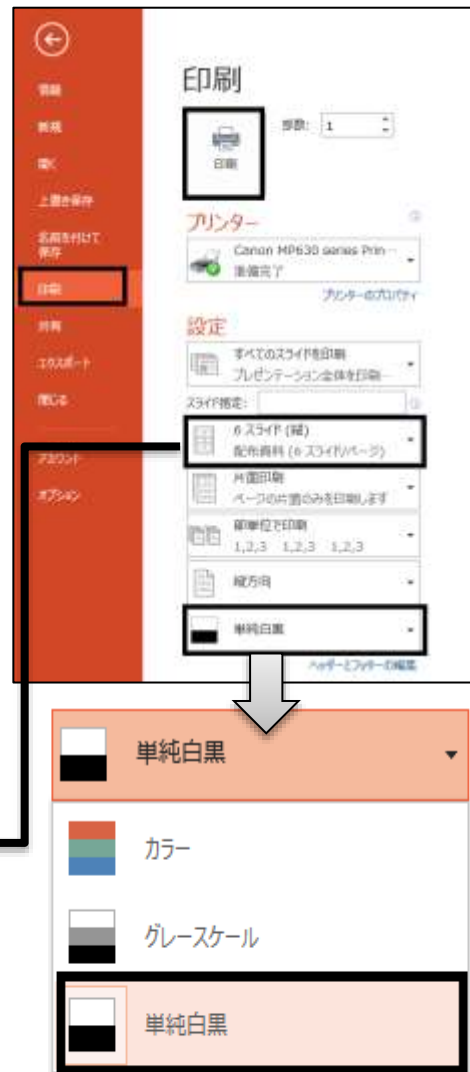 情報
新規
開く
上書き保存
名前を付けて
保存
印刷
共有
エクスポート
閉じる
アカウント
オプション
印刷
印刷
部数: 1
プリンター
Canon MP630 series Prin…
準備完了
プリンターのプロパティ
設定
すべてのスライドを印刷
プレゼンテーション全体を印刷…
スライド指定:
6 スライド (縦)
配布資料 (6 スライド/ページ)
片面印刷
ページの片面のみを印刷します
部単位で印刷
1,2,3 1,2,3 1,2,3
縦方向
単純白黒
ヘッダーとフッターの編集
単純白黒
カラー
グレースケール
単純白黒